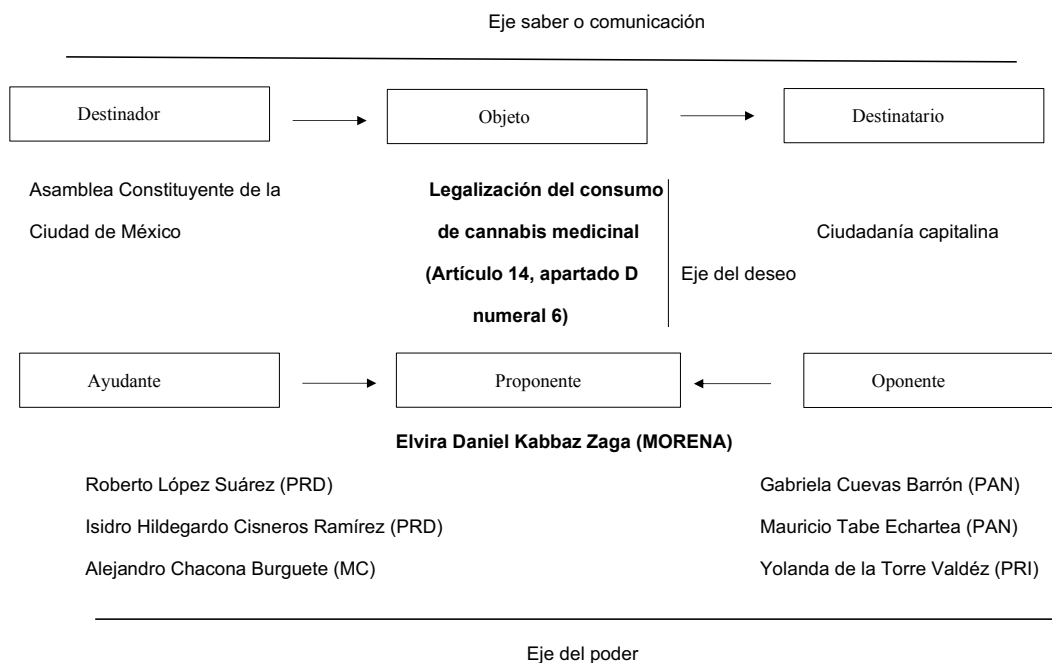 Eje saber o comunicación
Destinador
Objeto
Destinatario
Asamblea Constituyente de la
Ciudad de México
Legalización del consumo
de cannabis medicinal
(Artículo 14, apartado D
numeral 6)
Ciudadanía capitalina
Eje del deseo
Ayudante
Proponente
Oponente
Elvira Daniel Kabbaz Zaga (MORENA)
Roberto López Suárez (PRD)
Isidro Hildegardo Cisneros Ramírez (PRD)
Alejandro Chacona Burguete (MC)
Gabriela Cuevas Barrón (PAN)
Mauricio Tabe Echartea (PAN)
Yolanda de la Torre Valdéz (PRI)
Eje del poder